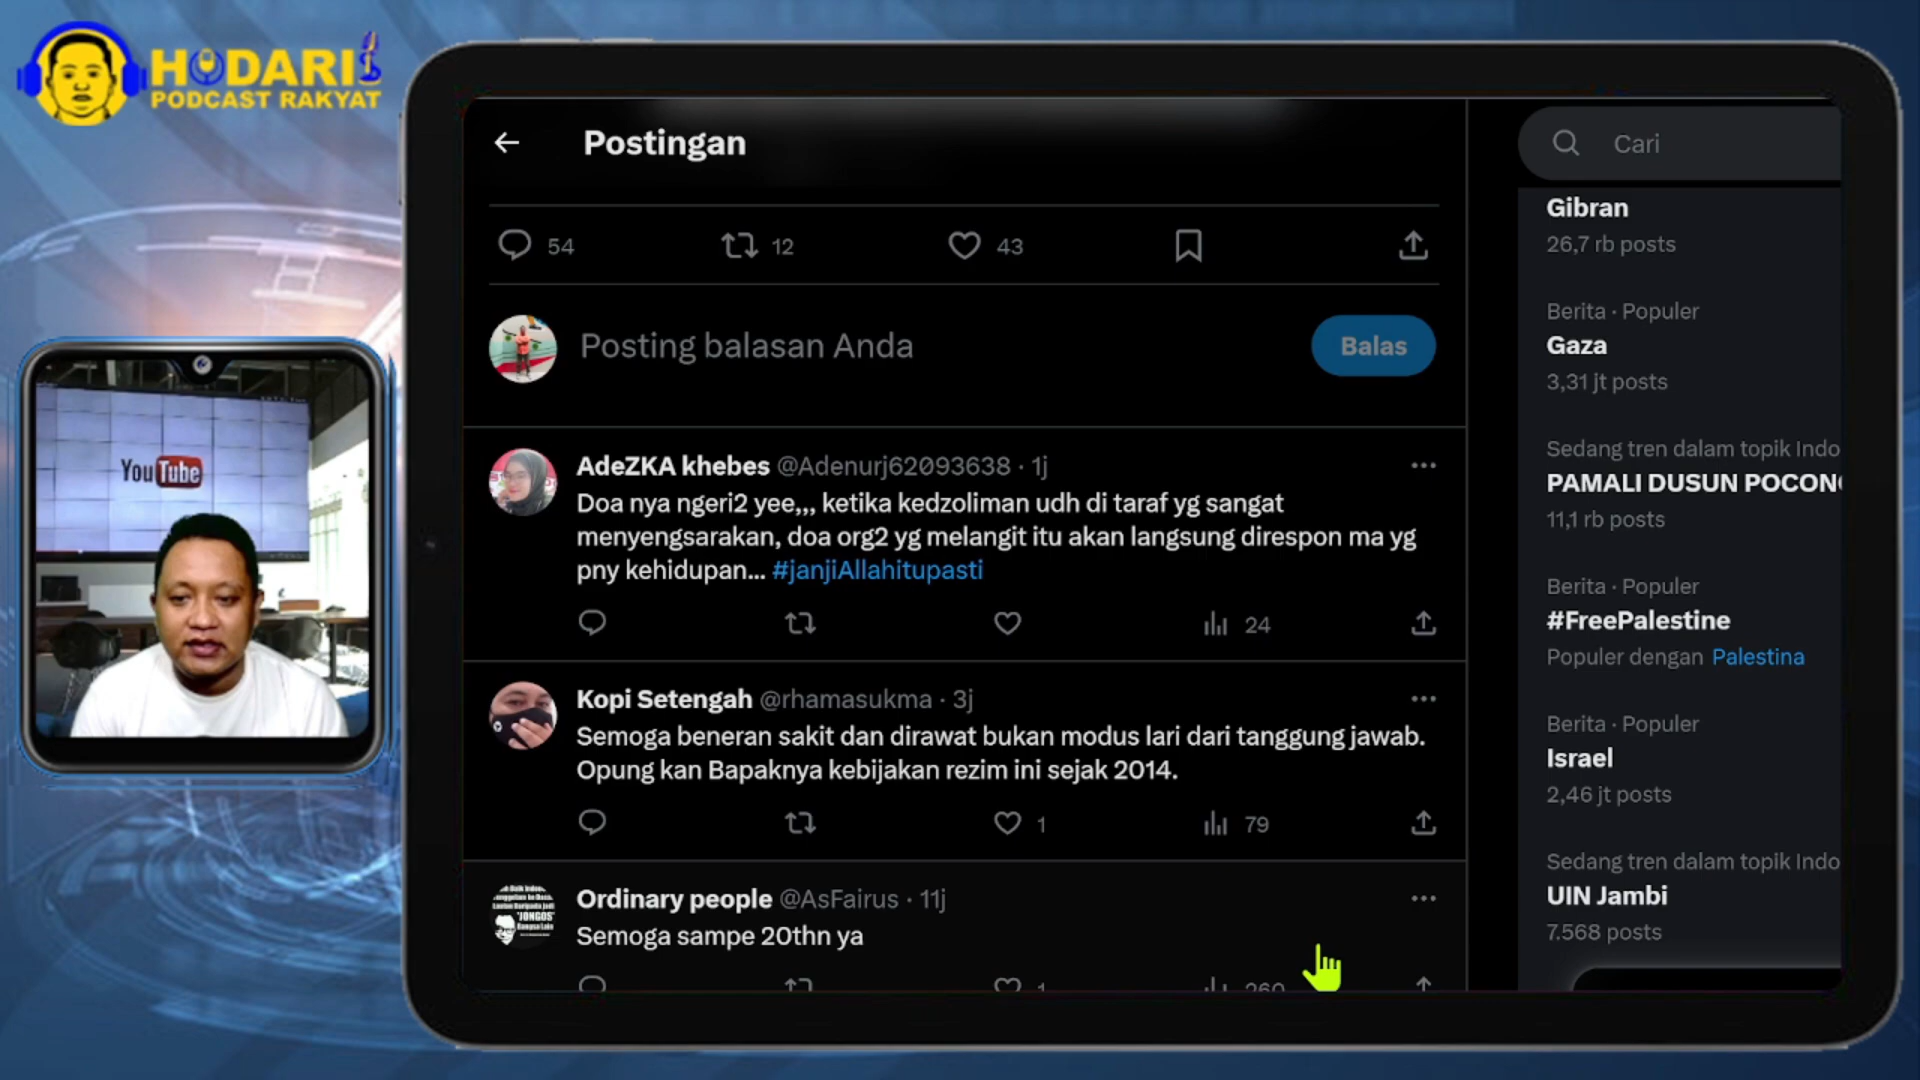 HODARI
PODCAST RAKYAT
Postingan
Cari
54
12
43
Posting balasan Anda
Balas
AdeZKA khebes @Adenurj62093638 · 1j
Doa nya ngeri2 yee,,, ketika kedzoliman udh di taraf yg sangat
menyengsarakan, doa org2 yg melangit itu akan langsung direspon ma yg
pny kehidupan... #janjiAllahitupasti
24
Kopi Setengah @rhamasukma · 3j
Semoga beneran sakit dan dirawat bukan modus lari dari tanggung jawab.
Opung kan Bapaknya kebijakan rezim ini sejak 2014.
1
79
Ordinary people @AsFairus · 11j
Semoga sampe 20thn ya
1
260
Gibran
26,7 rb posts
Berita · Populer
Gaza
3,31 jt posts
Sedang tren dalam topik Indo
PAMALI DUSUN POCON
11,1 rb posts
Berita · Populer
#FreePalestine
Populer dengan Palestina
Berita · Populer
Israel
2,46 jt posts
Sedang tren dalam topik Indo
UIN Jambi
7.568 posts
YouTube
"JONGOS"